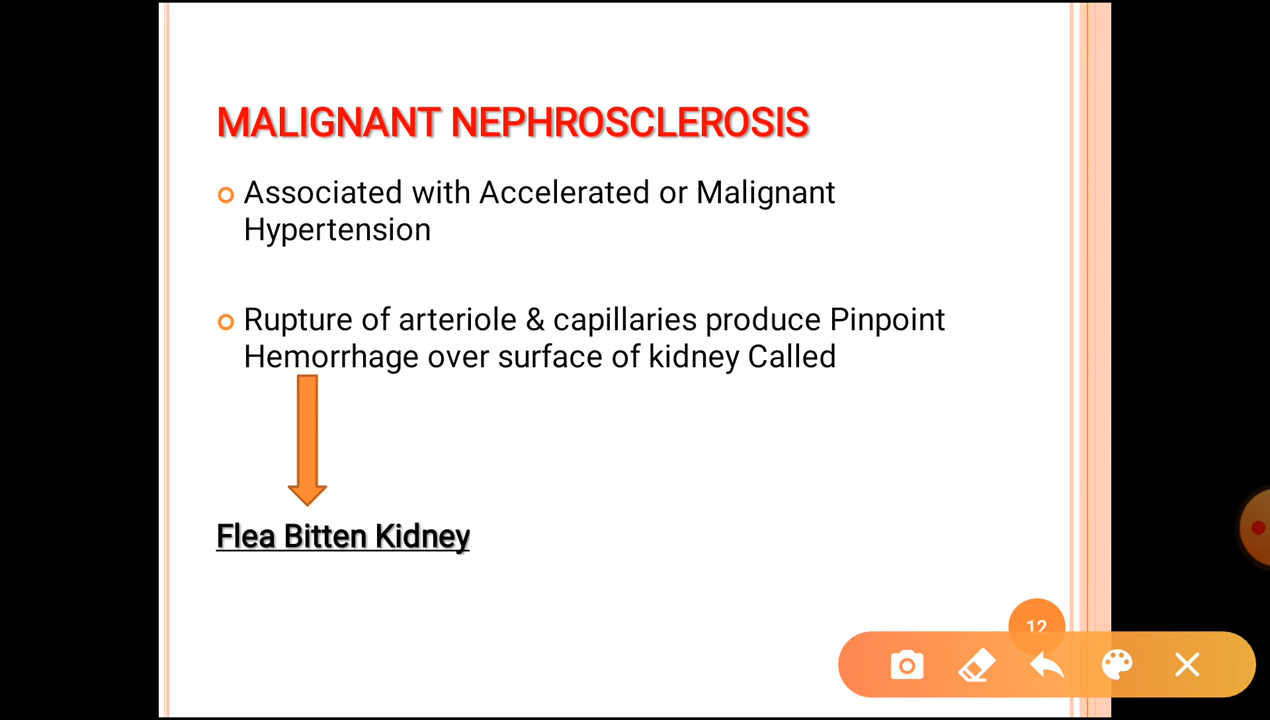 MALIGNANT NEPHROSCLEROSIS
Associated with Accelerated or Malignant
Hypertension
Rupture of arteriole & capillaries produce Pinpoint
Hemorrhage over surface of kidney Called
Flea Bitten Kidney
12